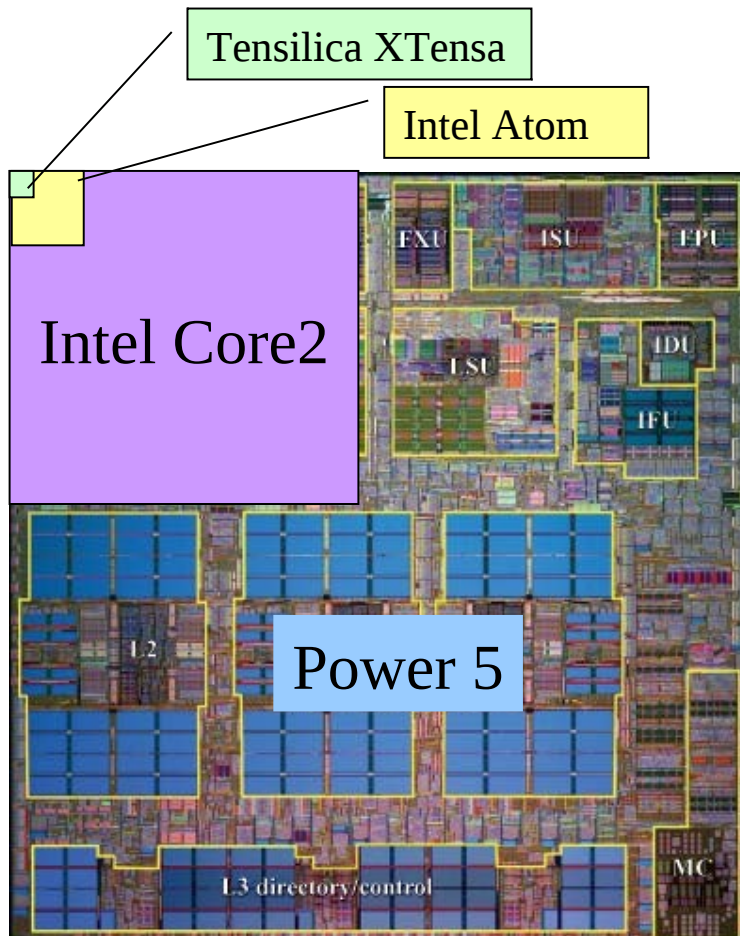 Tensilica XTensa
Intel Atom
FXU
ISU
FPU
Intel Core2
LSU
IDU
IFU
L2
Power 5
MC
L3 directory/control